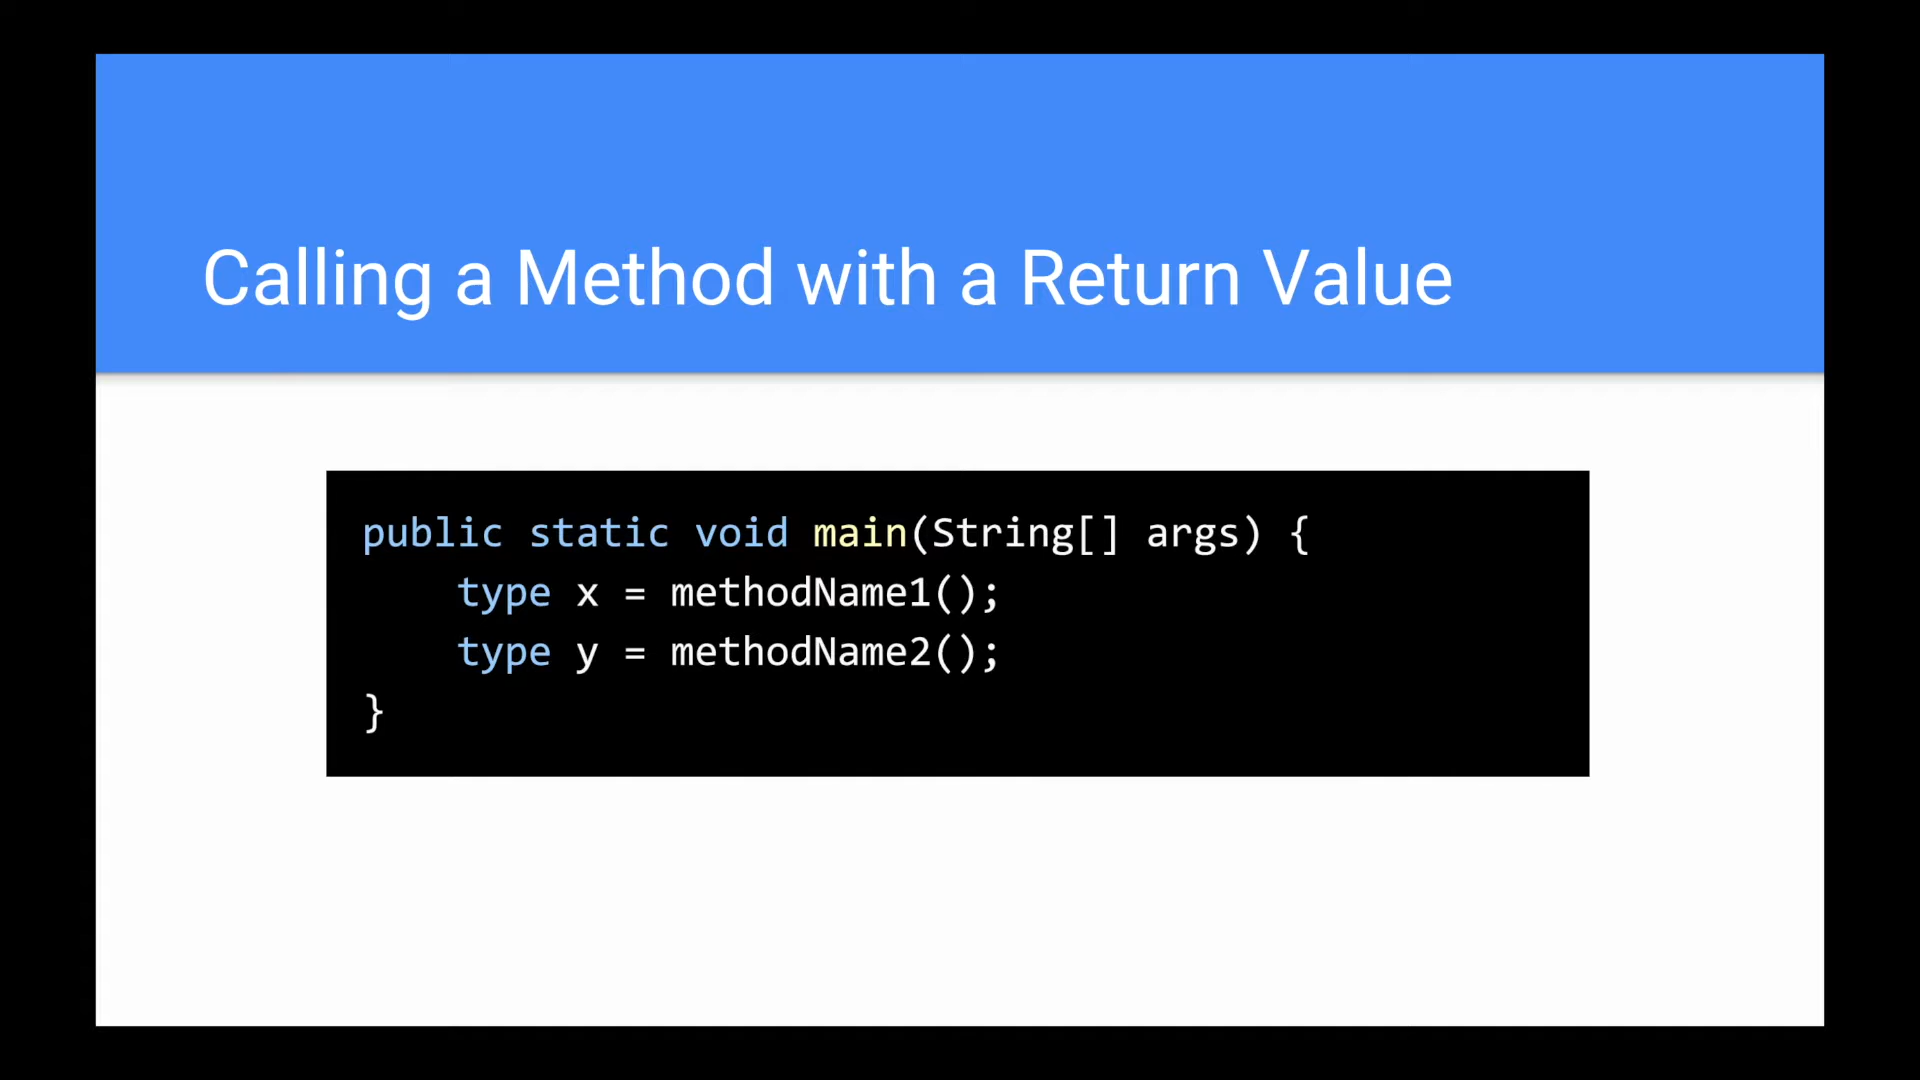 Calling a Method with a Return Value
public static void main(String[] args) {
    type x = methodName1();
    type y = methodName2();
}